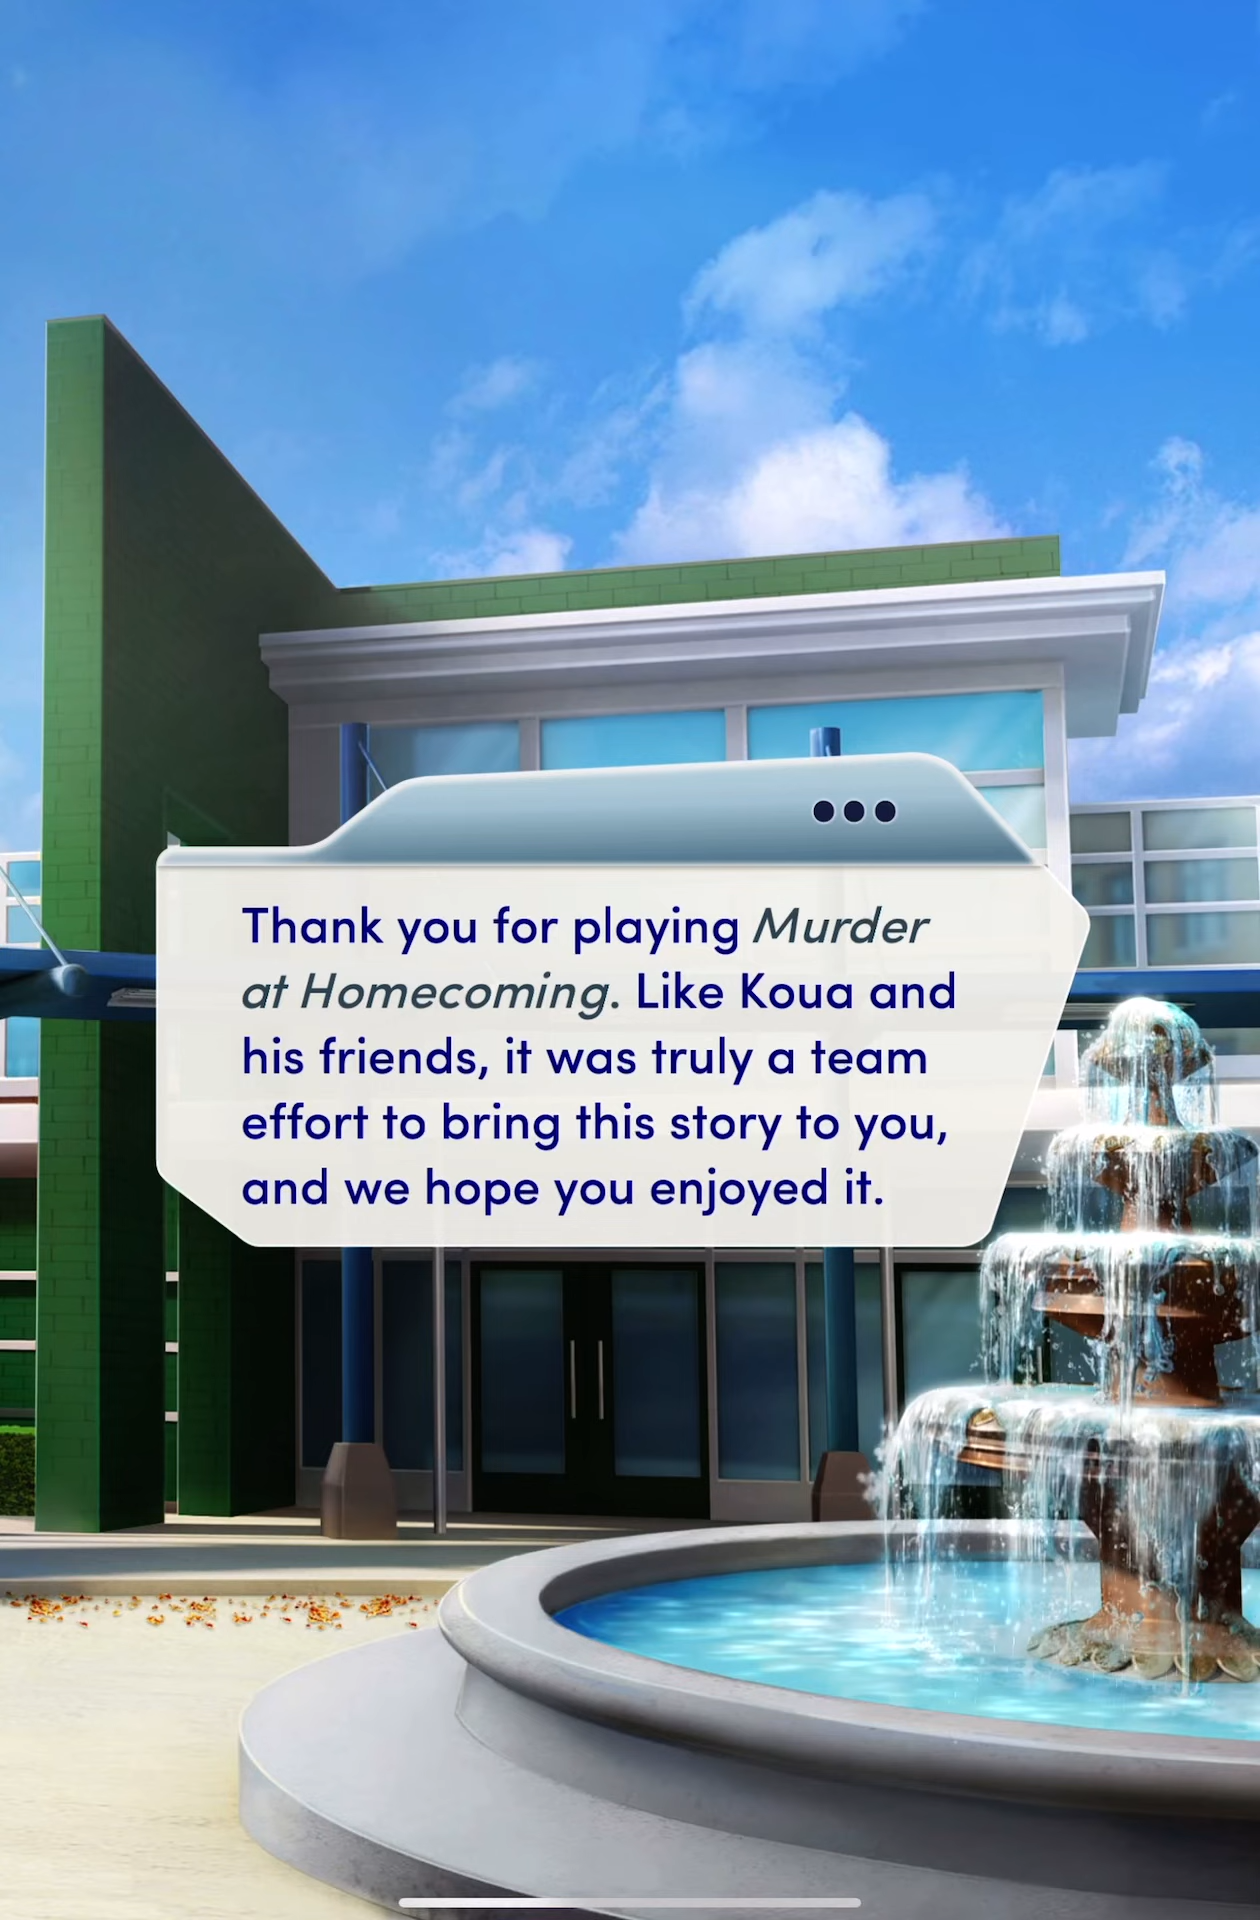 Thank you for playing Murder
at Homecoming. Like Koua and
his friends, it was truly a team
effort to bring this story to you,
and we hope you enjoyed it.